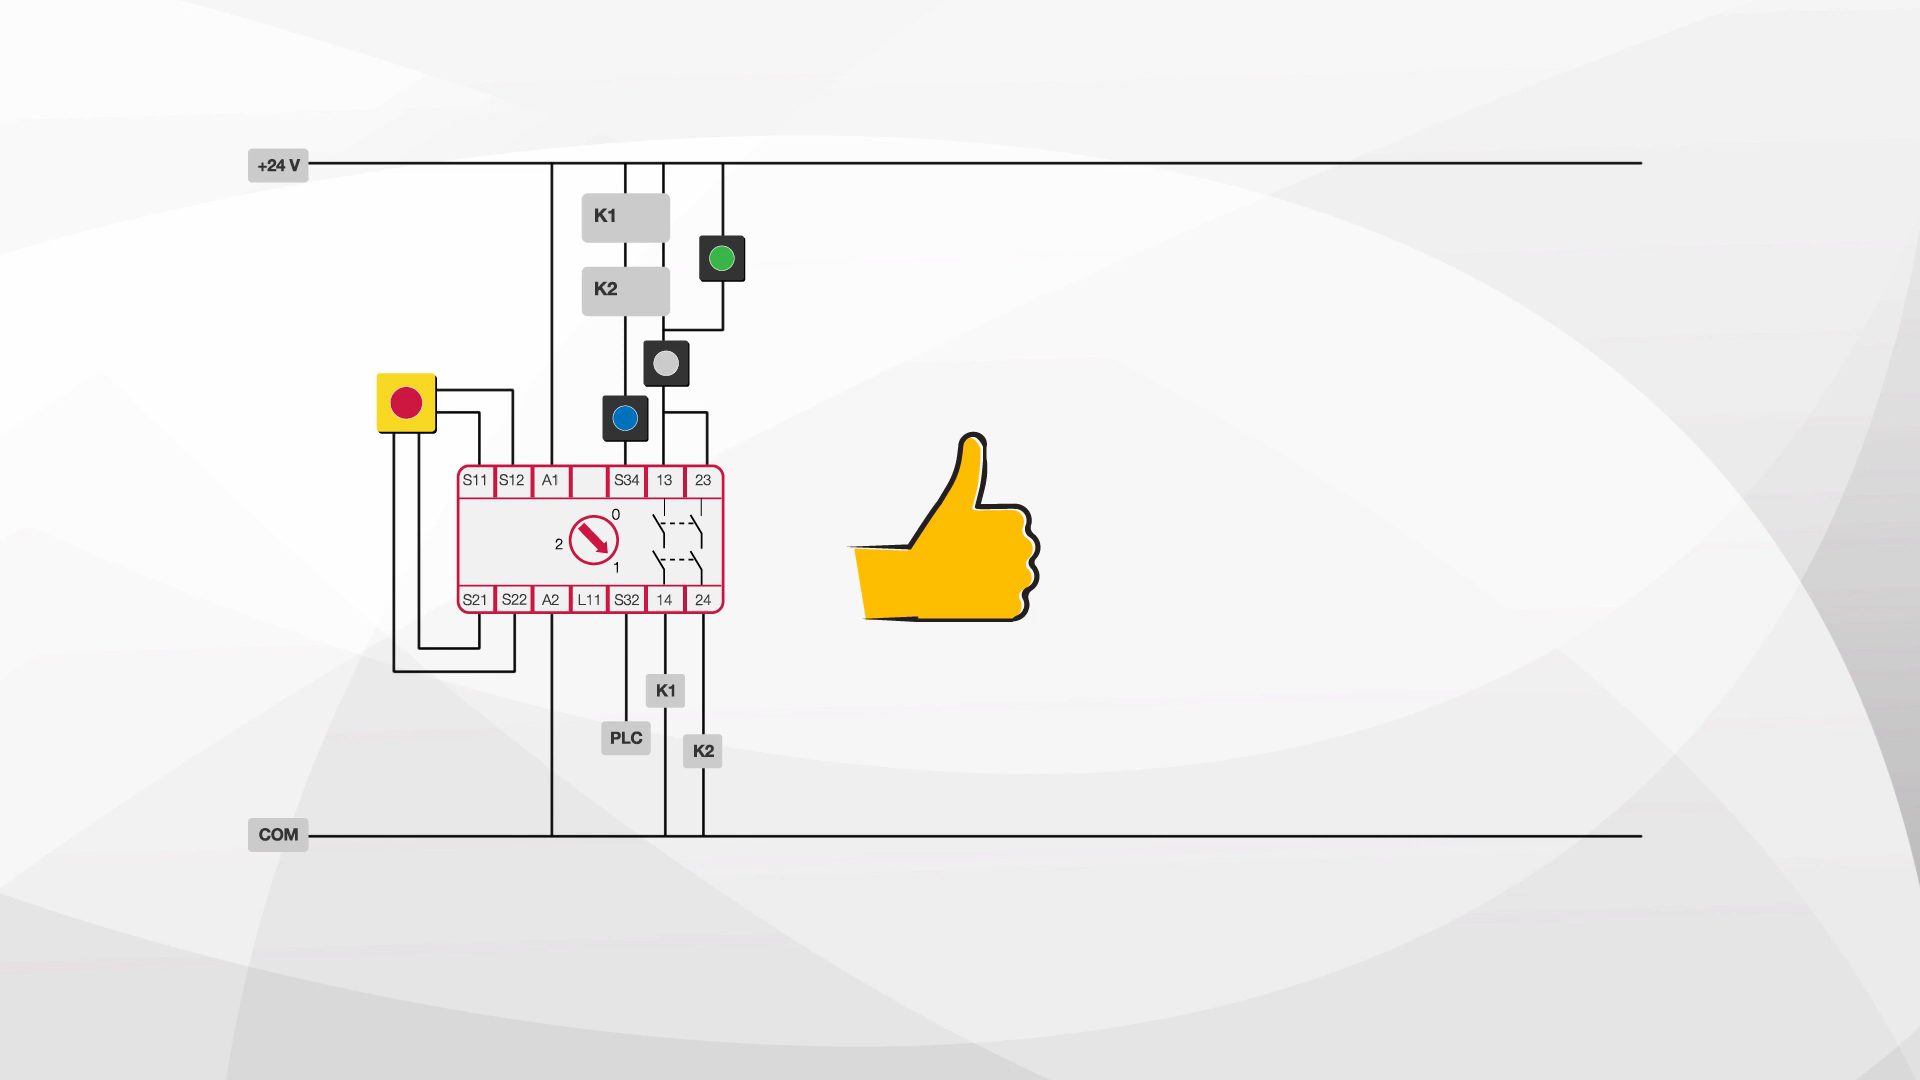 +24 V
K1
K2
S11 S12 A1 S34 13 23
0
2
1
S21 S22 A2 L11 S32 14 24
K1
PLC
K2
COM